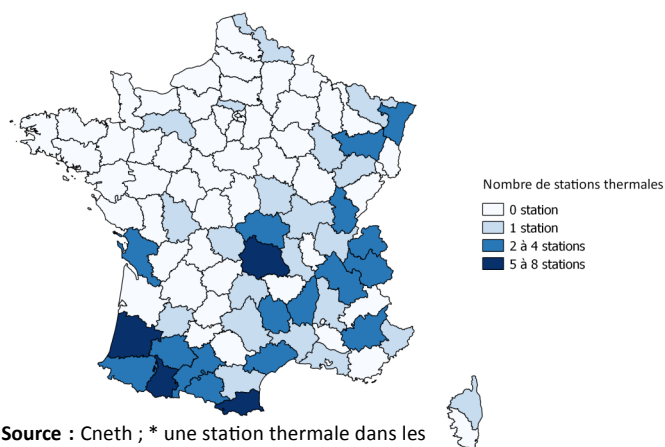 Nombre de stations thermales
0 station
1 station
2 à 4 stations
5 à 8 stations
Source : Cneth ; * une station thermale dans les